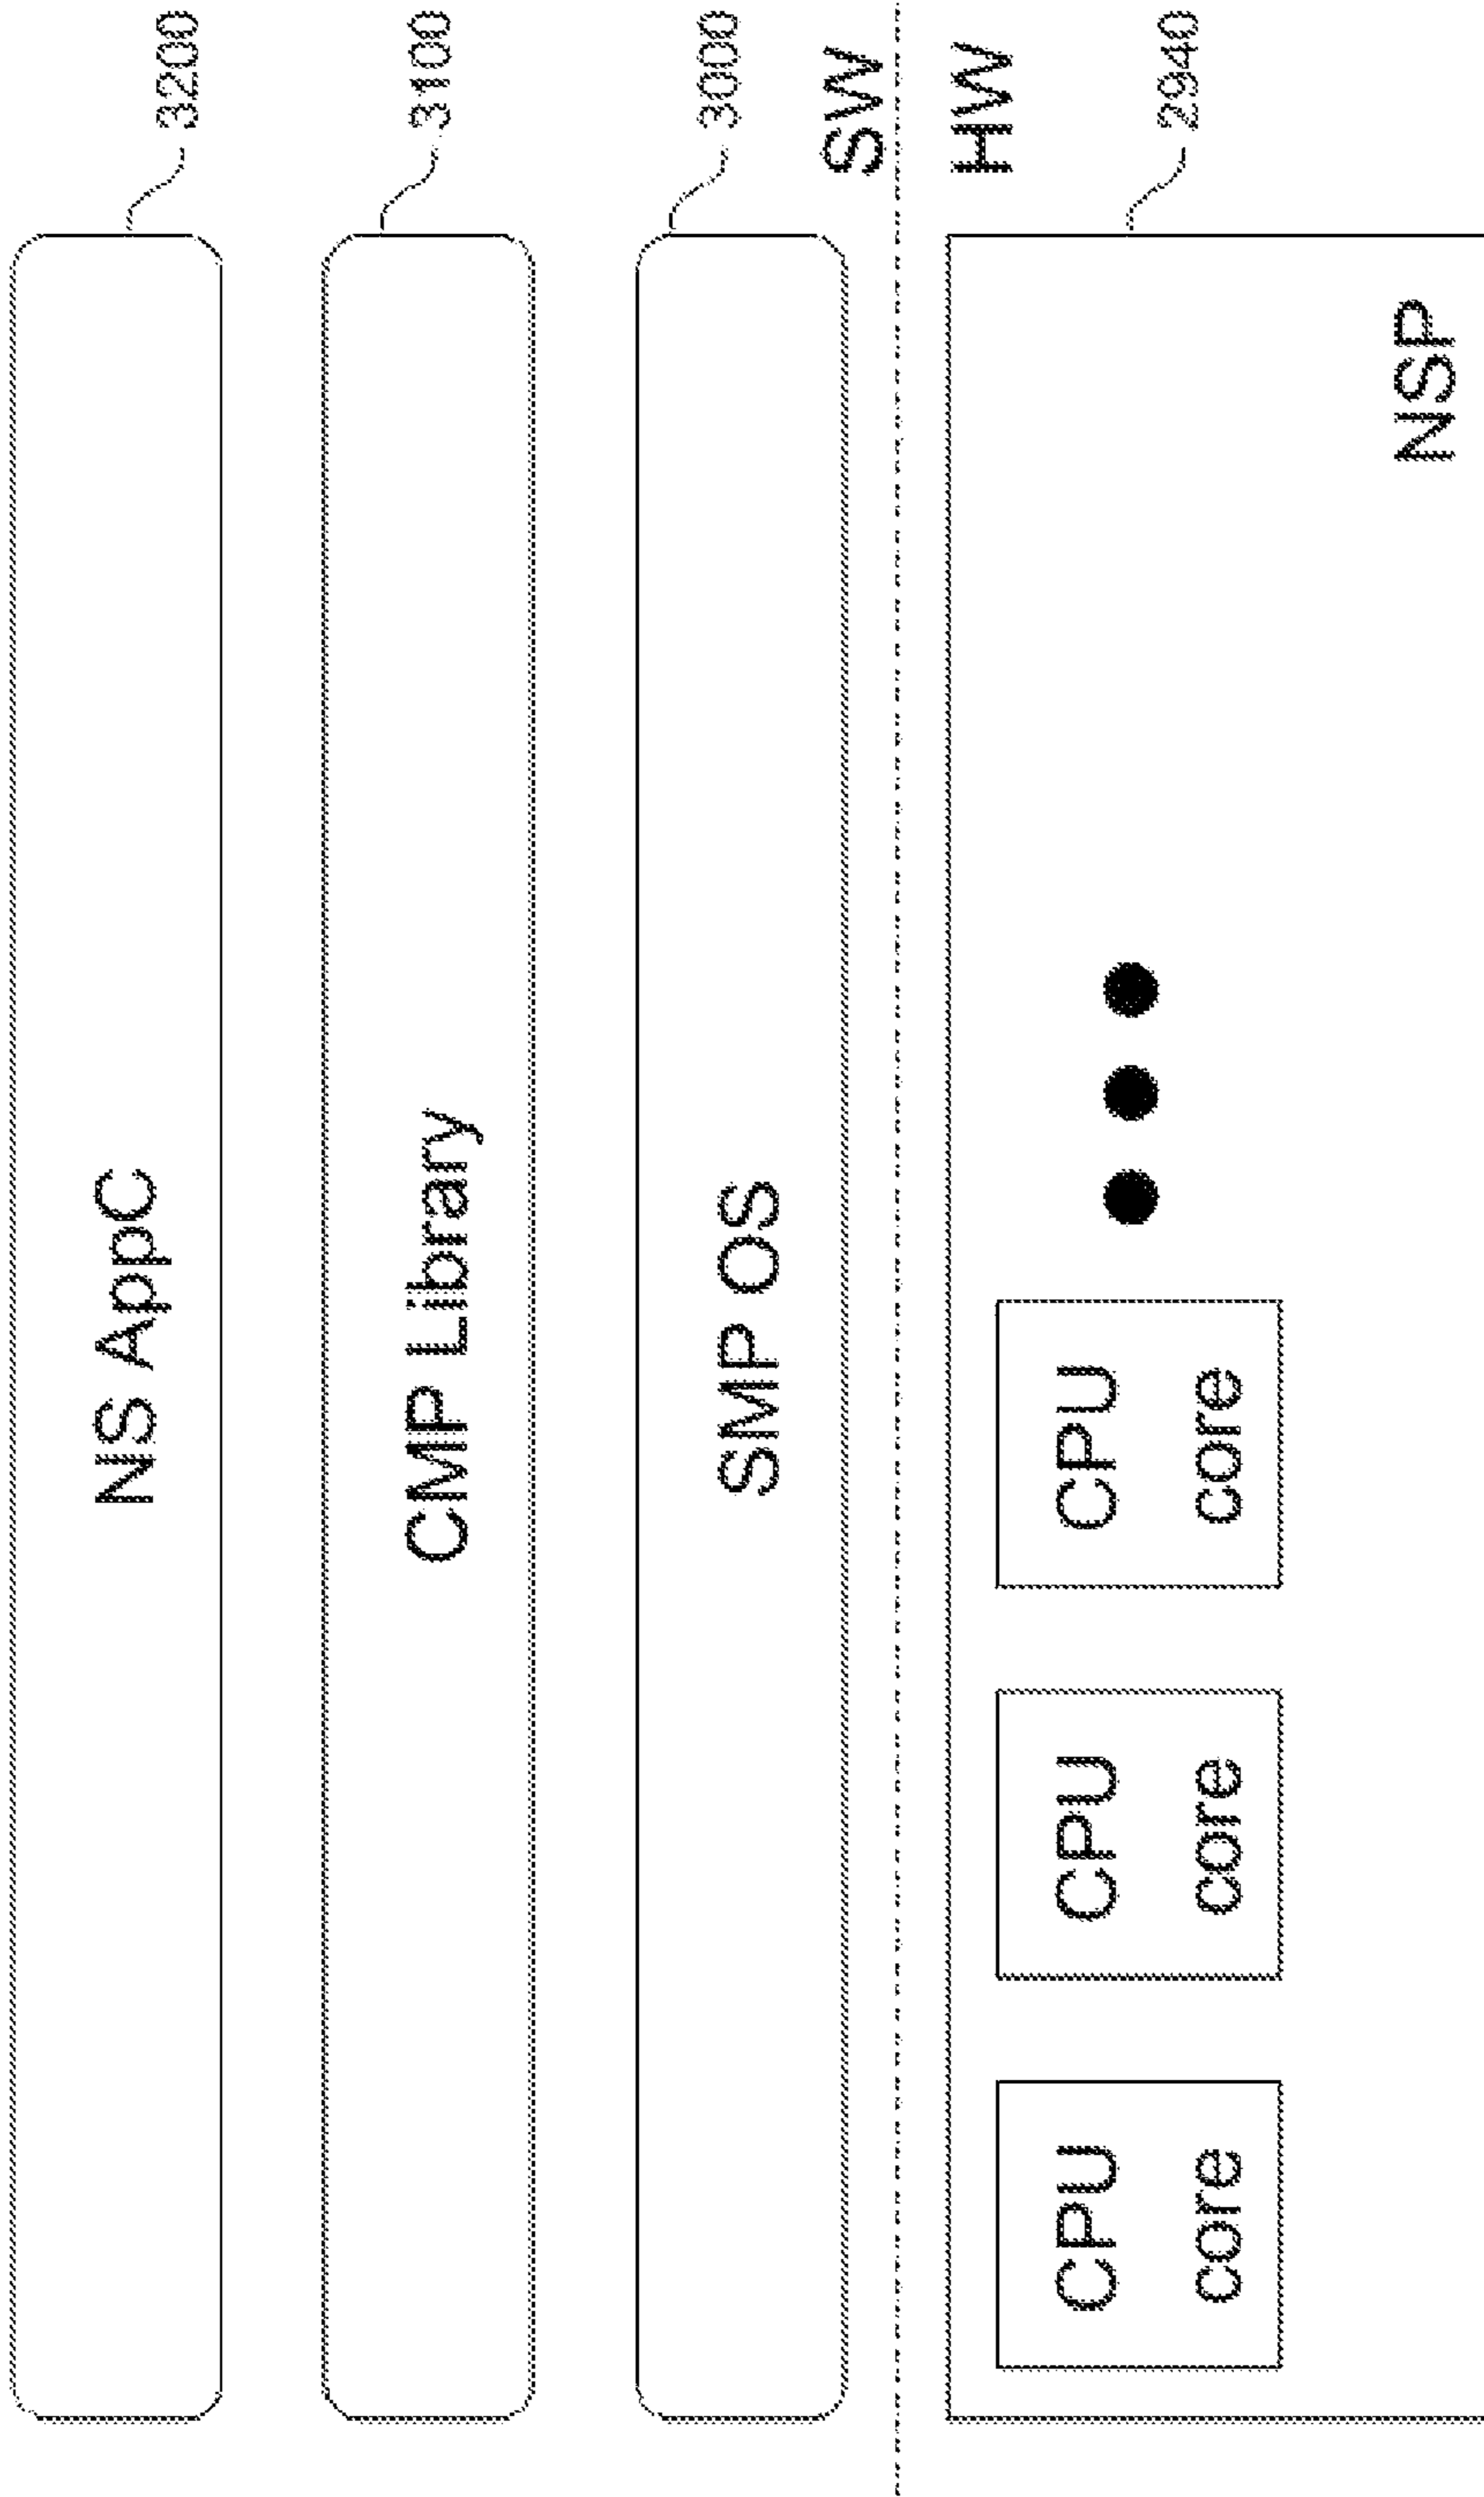 NS AppC
3200
CMP Library
3100
SMP OS
3000
SW
HW
2940
CPU
core
CPU
core
CPU
core
NSP